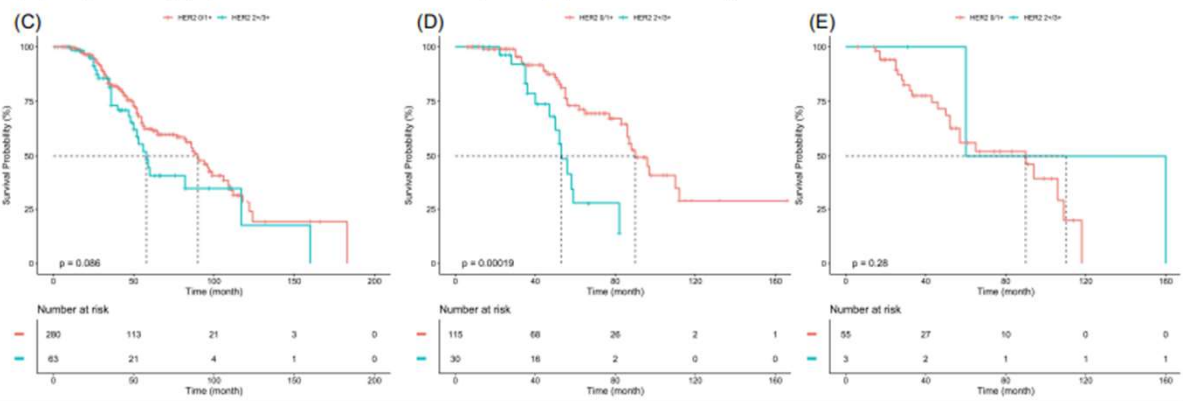 (C)
HER2 0/1+ HER2 2+/3+
Survival Probability (%)
100
75
50
25
0
p = 0.086
0 50 100 150 200
Time (month)
Number at risk
280 113 21 3 0
63 21 4 1 0
0 50 100 150 200
Time (month)
(D)
HER2 0/1+ HER2 2+/3+
Survival Probability (%)
100
75
50
25
0
p = 0.00019
0 40 80 120 160
Time (month)
Number at risk
115 68 26 2 1
30 16 2 0 0
0 40 80 120 160
Time (month)
(E)
HER2 0/1+ HER2 2+/3+
Survival Probability (%)
100
75
50
25
0
p = 0.28
0 40 80 120 160
Time (month)
Number at risk
55 27 10 0 0
3 2 1 1 1
0 40 80 120 160
Time (month)